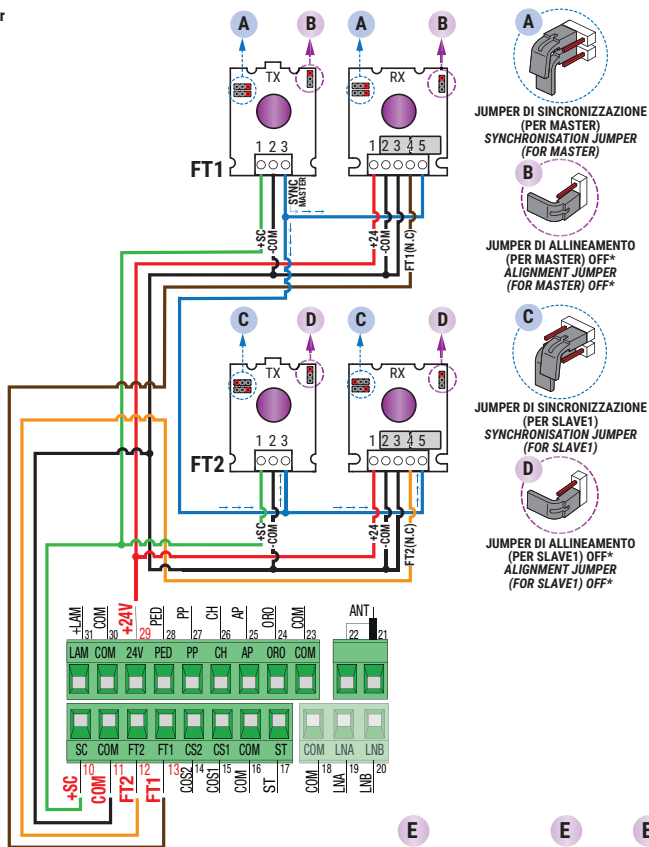 r
A B A B
TX RX
1 2 3 1 2 3 4 5
FT1
SYNC
MASTER
+SC
-COM
+24
-COM
FT1(N.C)
C D C D
TX RX
1 2 3 1 2 3 4 5
FT2
+SC
-COM
+24
-COM
FT2(N.C)
A
JUMPER DI SINCRONIZZAZIONE
(PER MASTER)
SYNCHRONISATION JUMPER
(FOR MASTER)
B
JUMPER DI ALLINEAMENTO
(PER MASTER) OFF*
ALIGNMENT JUMPER
(FOR MASTER) OFF*
C
JUMPER DI SINCRONIZZAZIONE
(PER SLAVE1)
SYNCHRONISATION JUMPER
(FOR SLAVE1)
D
JUMPER DI ALLINEAMENTO
(PER SLAVE1) OFF*
ALIGNMENT JUMPER
(FOR SLAVE1) OFF*
+LAM COM +24V PED PP CH AP ORO COM ANT
31 30 29 28 27 26 25 24 23 22 21
LAM COM 24V PED PP CH AP ORO COM
SC COM FT2 FT1 CS2 CS1 COM ST COM LNA LNB
10 11 12 13 14 15 16 17 18 19 20
+SC COM FT2 FT1 COS2 COS1 COM ST COM LNA LNB
E E E